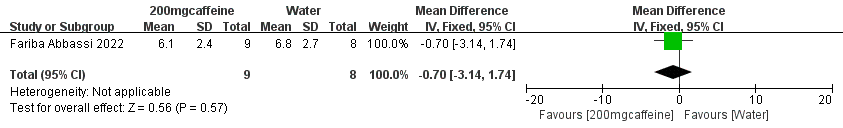 200mgcaffeine Water Mean Difference Mean Difference
Study or Subgroup Mean SD Total Mean SD Total Weight IV, Fixed, 95% CI IV, Fixed, 95% CI
Fariba Abbassi 2022 6.1 2.4 9 6.8 2.7 8 100.0% -0.70 [-3.14, 1.74]
Total (95% CI) 9 8 100.0% -0.70 [-3.14, 1.74]
Heterogeneity: Not applicable
Test for overall effect: Z = 0.56 (P = 0.57)
-20 -10 0 10 20
Favours [200mgcaffeine] Favours [Water]